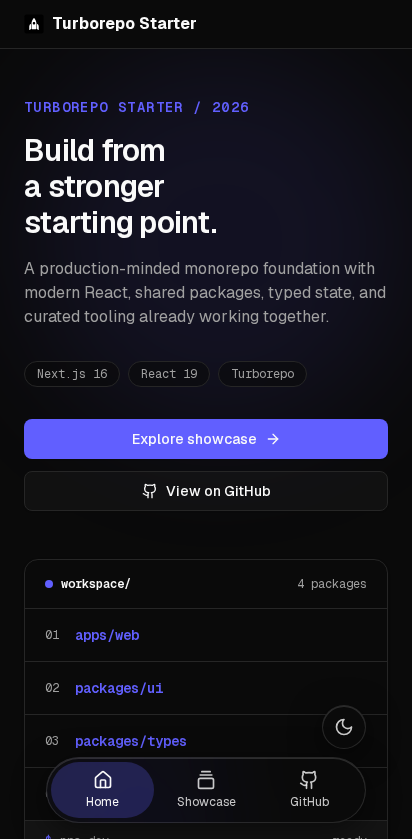 Turborepo Starter
TURBOREPO STARTER / 2026
Build from
a stronger
starting point.
A production-minded monorepo foundation with
modern React, shared packages, typed state, and
curated tooling already working together.
Next.js 16 React 19 Turborepo
Explore showcase →
View on GitHub
workspace/ 4 packages
01 apps/web
02 packages/ui
03 packages/types
Home Showcase GitHub